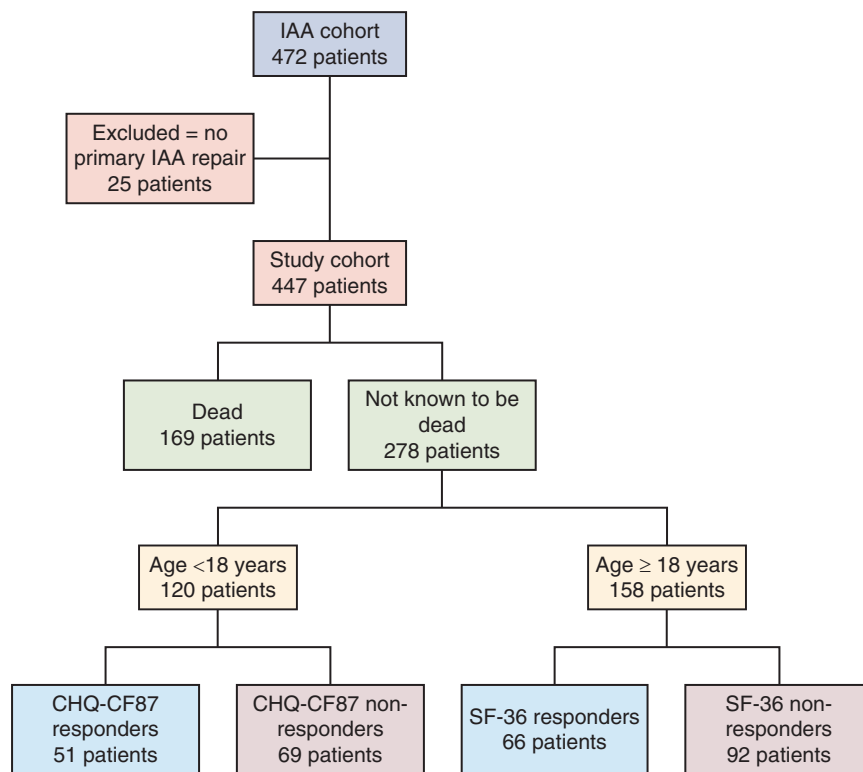 IAA cohort
472 patients
Excluded = no
primary IAA repair
25 patients
Study cohort
447 patients
Dead
169 patients
Not known to be
dead
278 patients
Age <18 years
120 patients
Age ≥ 18 years
158 patients
CHQ-CF87
responders
51 patients
CHQ-CF87 non-
responders
69 patients
SF-36 responders
66 patients
SF-36 non-
responders
92 patients